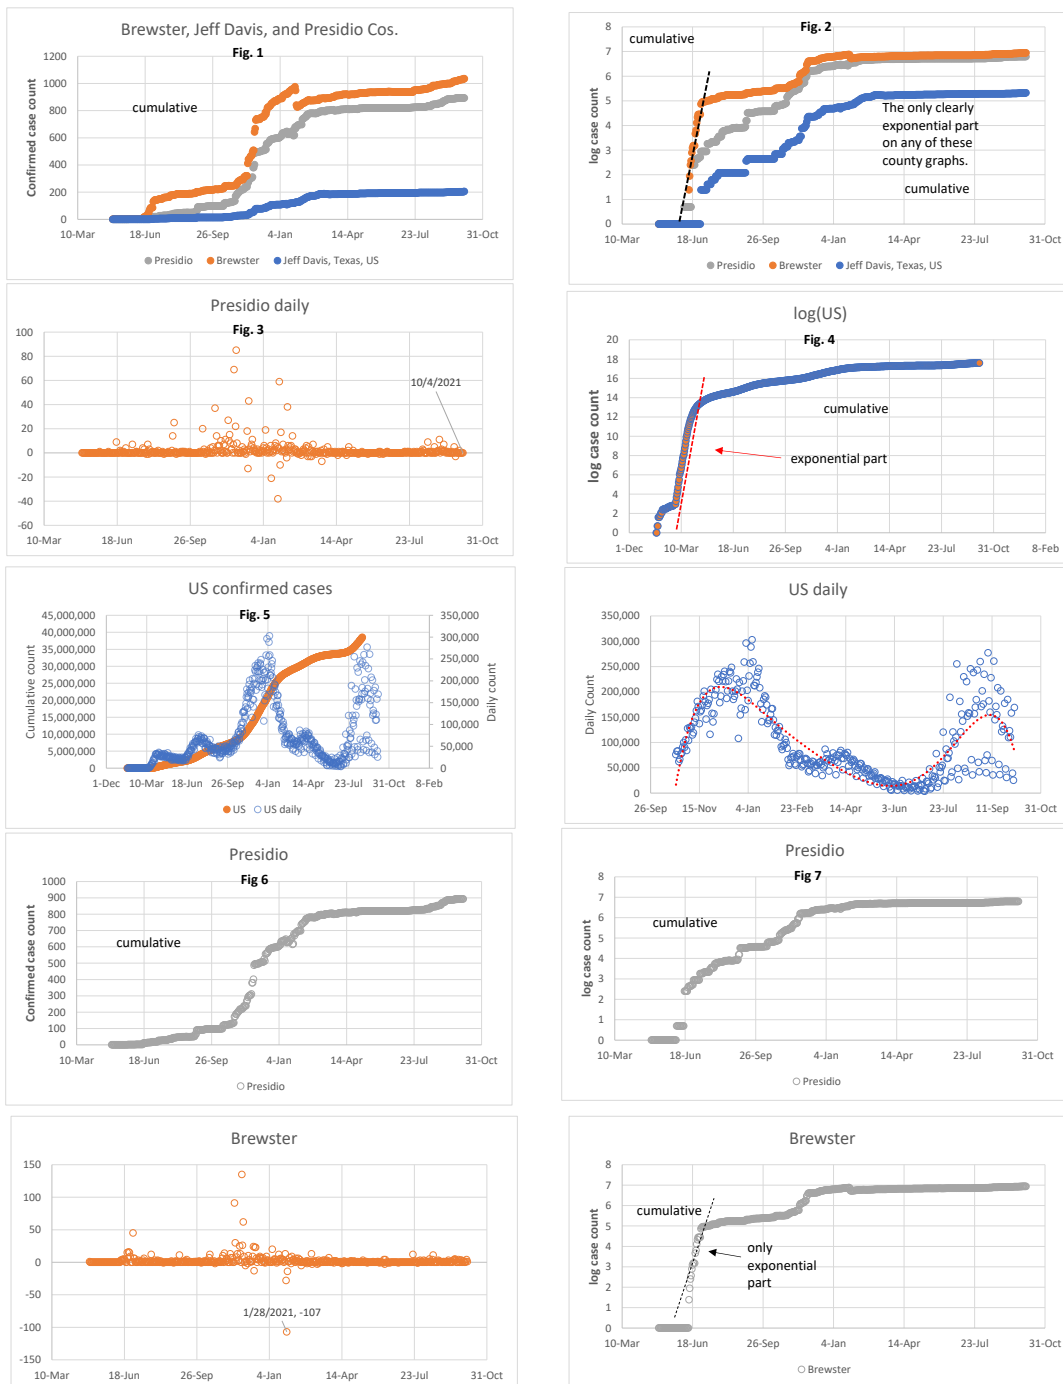 Brewster, Jeff Davis, and Presidio Cos.
Fig. 1
1200
1000
800
600
400
200
0
Confirmed case count
cumulative
10-Mar 18-Jun 26-Sep 4-Jan 14-Apr 23-Jul 31-Oct
Presidio Brewster Jeff Davis, Texas, US
Fig. 2
8
7
6
5
4
3
2
1
0
log case count
cumulative
The only clearly
exponential part
on any of these
county graphs.
cumulative
10-Mar 18-Jun 26-Sep 4-Jan 14-Apr 23-Jul 31-Oct
Presidio Brewster Jeff Davis, Texas, US
Presidio daily
Fig. 3
100
80
60
40
20
0
-20
-40
-60
10/4/2021
10-Mar 18-Jun 26-Sep 4-Jan 14-Apr 23-Jul 31-Oct
log(US)
Fig. 4
20
18
16
14
12
10
8
6
4
2
0
log case count
cumulative
exponential part
1-Dec 10-Mar 18-Jun 26-Sep 4-Jan 14-Apr 23-Jul 31-Oct 8-Feb
US confirmed cases
Fig. 5
45,000,000
40,000,000
35,000,000
30,000,000
25,000,000
20,000,000
15,000,000
10,000,000
5,000,000
0
Cumulative count
350,000
300,000
250,000
200,000
150,000
100,000
50,000
0
Daily count
1-Dec 10-Mar 18-Jun 26-Sep 4-Jan 14-Apr 23-Jul 31-Oct 8-Feb
US US daily
US daily
350,000
300,000
250,000
200,000
150,000
100,000
50,000
0
Daily Count
26-Sep 15-Nov 4-Jan 23-Feb 14-Apr 3-Jun 23-Jul 11-Sep 31-Oct
Presidio
Fig 6
1000
900
800
700
600
500
400
300
200
100
0
Confirmed case count
cumulative
10-Mar 18-Jun 26-Sep 4-Jan 14-Apr 23-Jul 31-Oct
Presidio
Presidio
Fig 7
8
7
6
5
4
3
2
1
0
log case count
cumulative
10-Mar 18-Jun 26-Sep 4-Jan 14-Apr 23-Jul 31-Oct
Presidio
Brewster
150
100
50
0
-50
-100
-150
1/28/2021, -107
10-Mar 18-Jun 26-Sep 4-Jan 14-Apr 23-Jul 31-Oct
Brewster
8
7
6
5
4
3
2
1
0
log case count
cumulative
only
exponential
part
10-Mar 18-Jun 26-Sep 4-Jan 14-Apr 23-Jul 31-Oct
Brewster